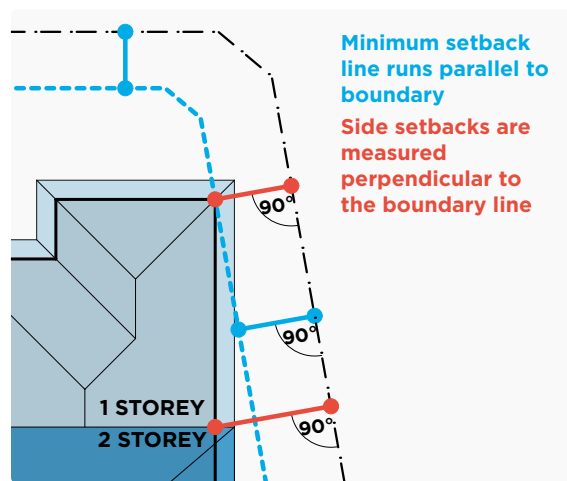 Minimum setback
line runs parallel to
boundary
Side setbacks are
measured
perpendicular to
the boundary line
90°
90°
1 STOREY
90°
2 STOREY